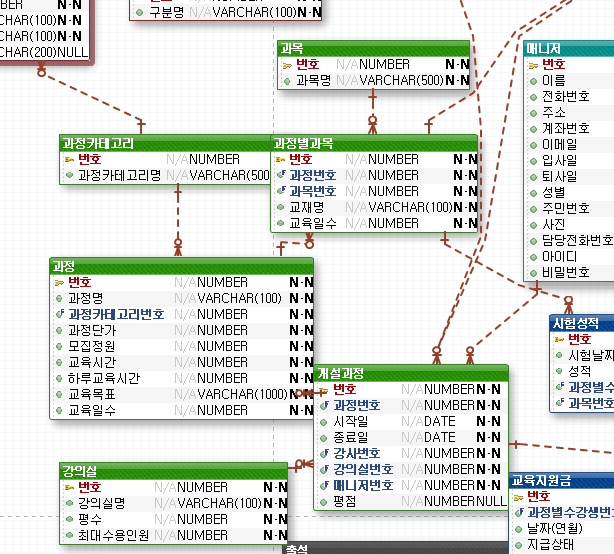 BER N-N
CHAR(100)N-N
CHAR(100)N-N
CHAR(200)NULL
구분명 N/A VARCHAR(100) N-N
과목
번호 N/A NUMBER N-N
과목명 N/A VARCHAR(500) N-N
매니저
번호
이름
전화번호
주소
계좌번호
이메일
입사일
퇴사일
성별
주민번호
사진
담당전화번호
아이디
비밀번호
과정카테고리
번호 N/A NUMBER
과정카테고리명 N/A VARCHAR(500
과정별과목
번호 N/A NUMBER N-N
과정번호 N/A NUMBER N-N
과목번호 N/A NUMBER N-N
교재명 N/A VARCHAR(100) N-N
교육일수 N/A NUMBER N-N
과정
번호 N/A NUMBER N-N
과정명 N/A VARCHAR(100) N-N
과정카테고리번호 N/A NUMBER N-N
과정단가 N/A NUMBER N-N
모집정원 N/A NUMBER N-N
교육시간 N/A NUMBER N-N
하루교육시간 N/A NUMBER N-N
교육목표 N/A VARCHAR(1000) N-N
교육일수 N/A NUMBER N-N
시험성적
번호
시험날짜
성적
과정별수
과목번호
개설과정
번호 N/A NUMBER N-N
과정번호 N/A NUMBER N-N
시작일 N/A DATE N-N
종료일 N/A DATE N-N
강사번호 N/A NUMBER N-N
강의실번호 N/A NUMBER N-N
매니저번호 N/A NUMBER N-N
평점 N/A NUMBER NULL
강의실
번호 N/A NUMBER N-N
강의실명 N/A VARCHAR(100) N-N
평수 N/A NUMBER N-N
최대수용인원 N/A NUMBER N-N
교육지원금
번호
과정별수강생번
날짜(연월)
지급상태
출석